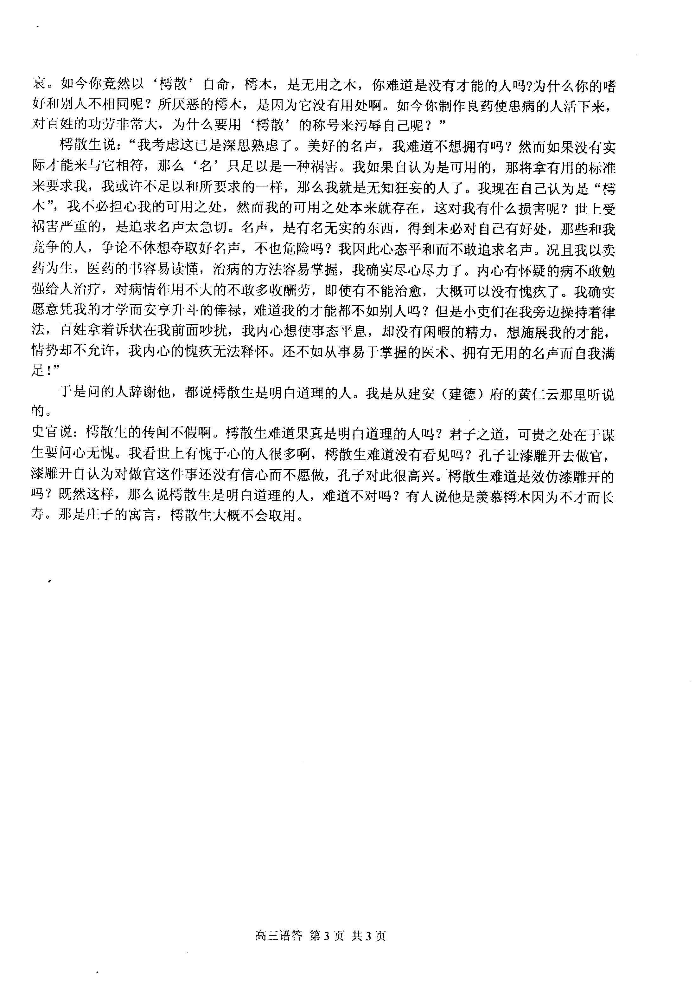 哀。如今你竟然以‘樗散’自命，樗木，是无用之木，你难道是没有才能的人吗?为什么你的嗜
好和别人不相同呢？所厌恶的樗木，是因为它没有用处啊。如今你制作良药使患病的人活下来，
对百姓的功劳非常大，为什么要用‘樗散’的称号来污辱自己呢？”
樗散生说：“我考虑这已是深思熟虑了。美好的名声，我难道不想拥有吗？然而如果没有实
际才能来与它相符，那么‘名’只足以是一种祸害。我如果自认为是可用的，那将拿有用的标准
来要求我，我或许不足以和所要求的一样，那么我就是无知狂妄的人了。我现在自己认为是“樗
木”，我不必担心我的可用之处，然而我的可用之处本来就存在，这对我有什么损害呢？世上受
祸害严重的，是追求名声太急切。名声，是有名无实的东西，得到未必对自己有好处，那些和我
竞争的人，争论不休想夺取好名声，不也危险吗？我因此心态平和而不敢追求名声。况且我以卖
药为生，医药的书容易读懂，治病的方法容易掌握，我确实尽心尽力了。内心有怀疑的病不敢勉
强给人治疗，对病情作用不大的不敢多收酬劳，即使有不能治愈，大概可以没有愧疚了。我确实
愿意凭我的才学而安享升斗的俸禄，难道我的才能都不如别人吗？但是小吏们在我旁边操持着律
法，百姓拿着诉状在我前面吵扰，我内心想使事态平息，却没有闲暇的精力，想施展我的才能，
情势却不允许，我内心的愧疚无法释怀。还不如从事易于掌握的医术、拥有无用的名声而自我满
足！”
于是问的人辞谢他，都说樗散生是明白道理的人。我是从建安（建德）府的黄仁云那里听说
的。
史官说：樗散生的传闻不假啊。樗散生难道果真是明白道理的人吗？君子之道，可贵之处在于谋
生要问心无愧。我看世上有愧于心的人很多啊，樗散生难道没有看见吗？孔子让漆雕开去做官，
漆雕开自认为对做官这件事还没有信心而不愿做，孔子对此很高兴。樗散生难道是效仿漆雕开的
吗？既然这样，那么说樗散生是明白道理的人，难道不对吗？有人说他是羡慕樗木因为不才而长
寿。那是庄子的寓言，樗散生大概不会取用。
高三语答 第 3 页 共 3 页